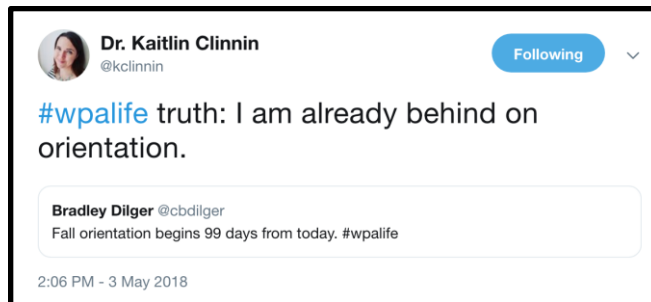 Dr. Kaitlin Clinnin
@kclinnin
Following
#wpalife truth: I am already behind on
orientation.
Bradley Dilger @cbdilger
Fall orientation begins 99 days from today. #wpalife
2:06 PM - 3 May 2018